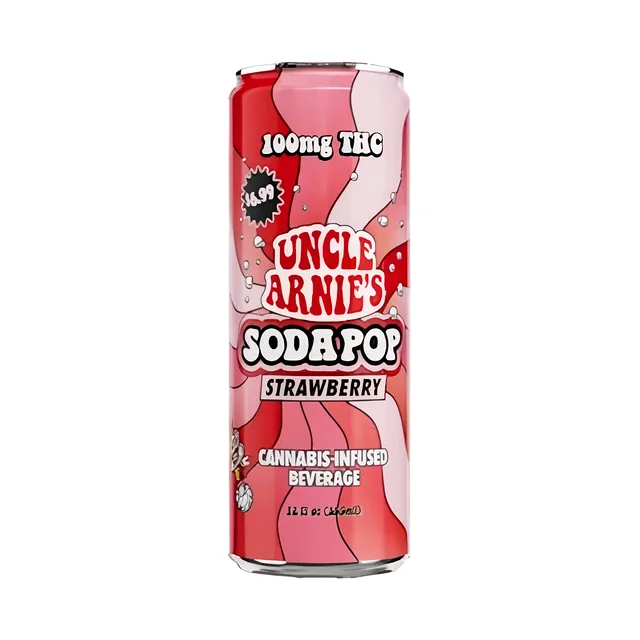 100mg THC
$6.99
UNCLE
ARNIE'S
SODA POP
STRAWBERRY
CANNABIS-INFUSED
BEVERAGE